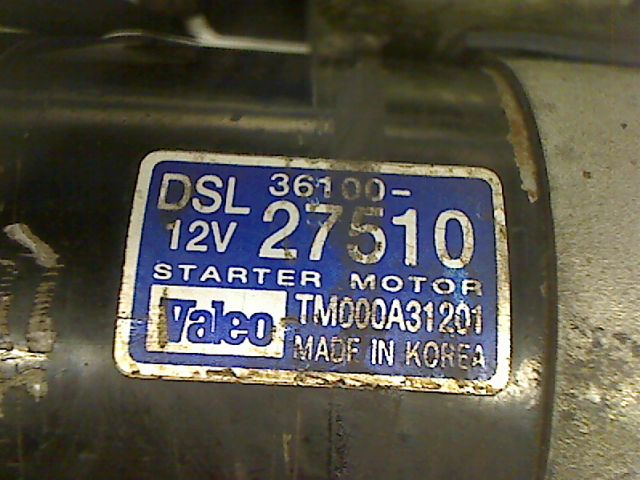 DSL 36100-
12V 27510
STARTER MOTOR
Valeo TM000A31201
MADE IN KOREA